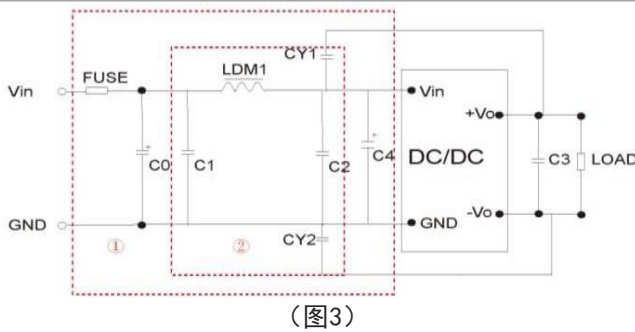 CY1
FUSE
LDM1
Vin
Vin
+Vo
C0
C1
C2
C4
DC/DC
C3
LOAD
GND
GND
-Vo
①
②
CY2
（图3）